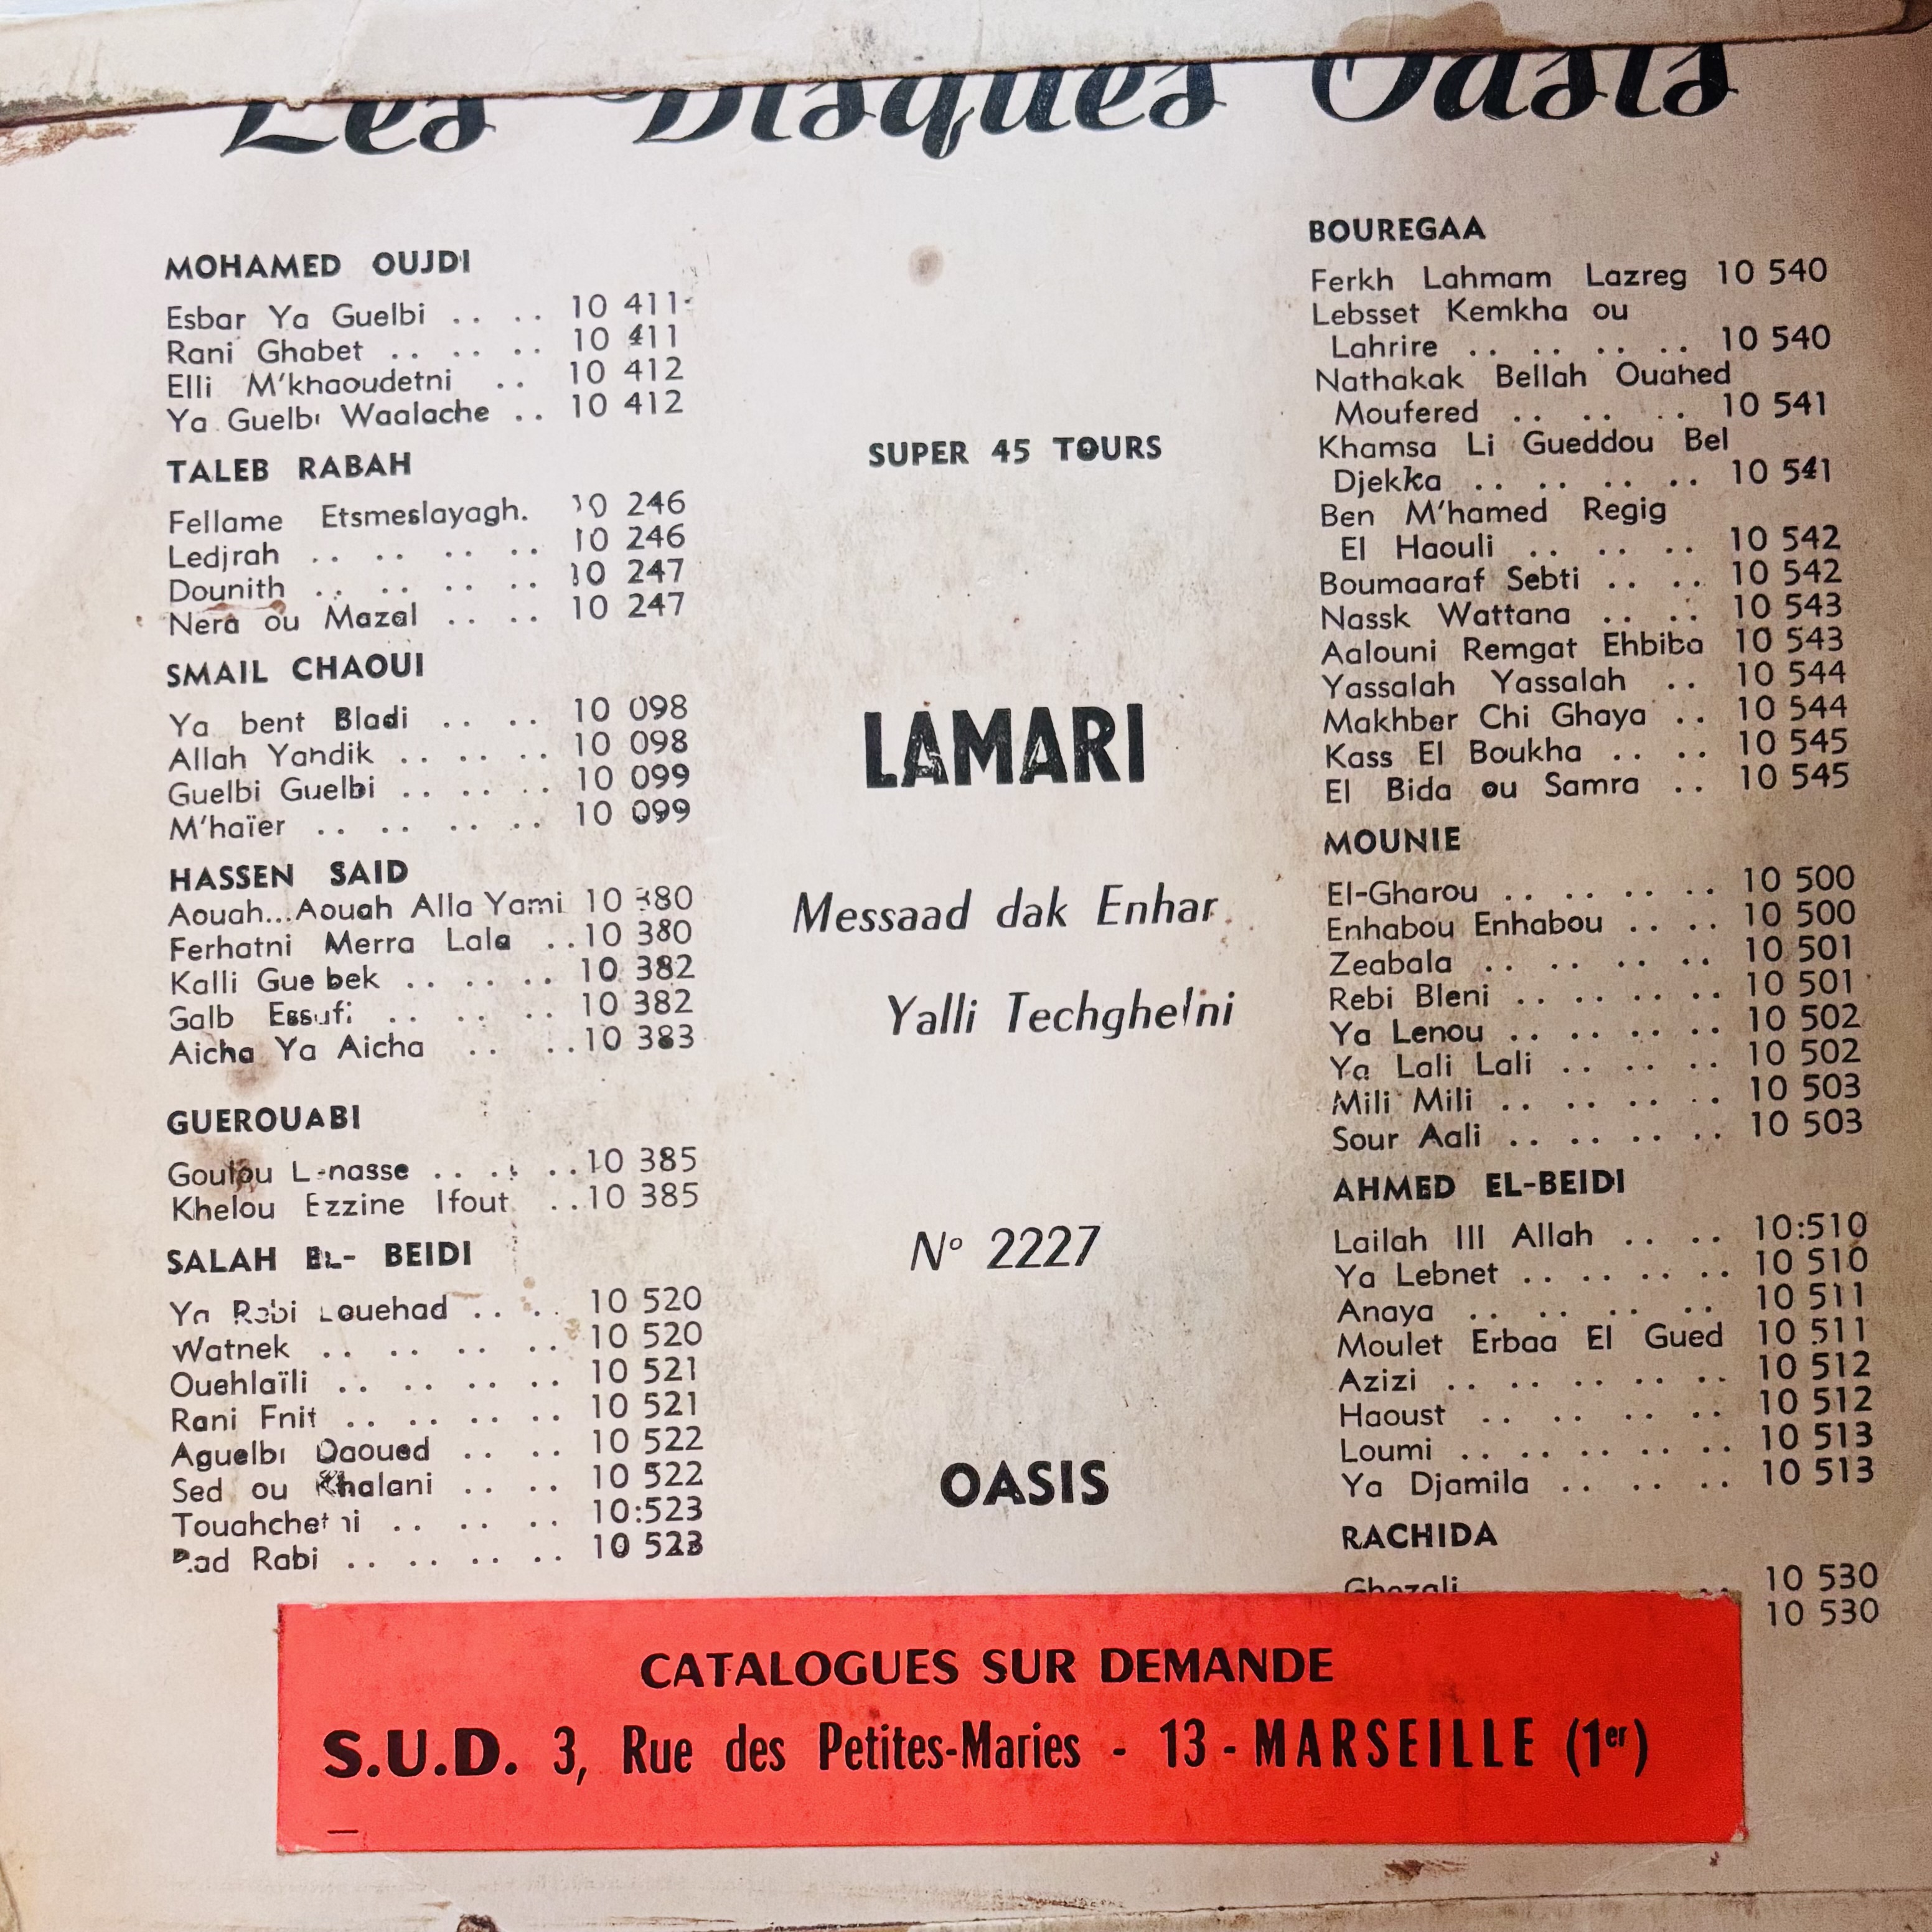 Les Disques Oasis
MOHAMED OUJDI
Esbar Ya Guelbi .. .. 10 411
Rani Ghabet .. .. .. 10 411
Elli M'khaoudetni .. 10 412
Ya Guelbi Waalache .. 10 412
TALEB RABAH
Fellame Etsmeslayagh. 10 246
Ledjrah .. .. .. .. 10 246
Dounith .. .. .. .. 10 247
Nera ou Mazal .. .. 10 247
SMAIL CHAOUI
Ya bent Bladi .. .. 10 098
Allah Yandik .. .. .. 10 098
Guelbi Guelbi .. .. .. 10 099
M'haïer .. .. .. .. 10 099
HASSEN SAID
Aouah...Aouah Alla Yami 10 380
Ferhatni Merra Lala .. 10 380
Kalli Gue bek .. .. .. 10 382
Galb Essufi .. .. .. 10 382
Aicha Ya Aicha .. .. 10 383
GUEROUABI
Goulou L-nasse .. .. .. 10 385
Khelou Ezzine Ifout .. 10 385
SALAH EL- BEIDI
Ya Rabi Louehad .. .. 10 520
Watnek .. .. .. .. 10 520
Ouehlaïli .. .. .. .. 10 521
Rani Fnit .. .. .. .. 10 521
Aguelbi Daoued .. .. 10 522
Sed ou Khalani .. .. 10 522
.. .. .. 10:523
Rabi .. .. .. .. 10 523
SUPER 45 TOURS
LAMARI
Messaad dak Enhar
Yalli Techghelni
N° 2227
OASIS
BOUREGAA
Ferkh Lahmam Lazreg 10 540
Lebsset Kemkha ou
Lahrire .. .. .. .. 10 540
Nathakak Bellah Ouahed
Moufered .. .. .. 10 541
Khamsa Li Gueddou Bel
Djekka .. .. .. .. 10 541
Ben M'hamed Regig
El Haouli .. .. .. 10 542
Boumaaraf Sebti .. .. 10 542
Nassk Wattana .. .. 10 543
Aalouni Remgat Ehbiba 10 543
Yassalah Yassalah .. 10 544
Makhber Chi Ghaya .. 10 544
Kass El Boukha .. .. 10 545
El Bida ou Samra .. 10 545
MOUNIE
El-Gharou .. .. .. .. 10 500
Enhabou Enhabou .. .. 10 500
Zeabala .. .. .. .. 10 501
Rebi Bleni .. .. .. .. 10 501
Ya Lenou .. .. .. .. 10 502
Ya Lali Lali .. .. .. 10 502
Mili Mili .. .. .. .. 10 503
Sour Aali .. .. .. .. 10 503
AHMED EL-BEIDI
Lailah Ill Allah .. .. 10:510
Ya Lebnet .. .. .. .. 10 510
Anaya .. .. .. .. 10 511
Moulet Erbaa El Gued 10 511
Azizi .. .. .. .. .. 10 512
Haoust .. .. .. .. 10 512
Loumi .. .. .. .. .. 10 513
Ya Djamila .. .. .. 10 513
RACHIDA
Ghezali .. 10 530
10 530
CATALOGUES SUR DEMANDE
S.U.D. 3, Rue des Petites-Maries - 13 - MARSEILLE (1er)